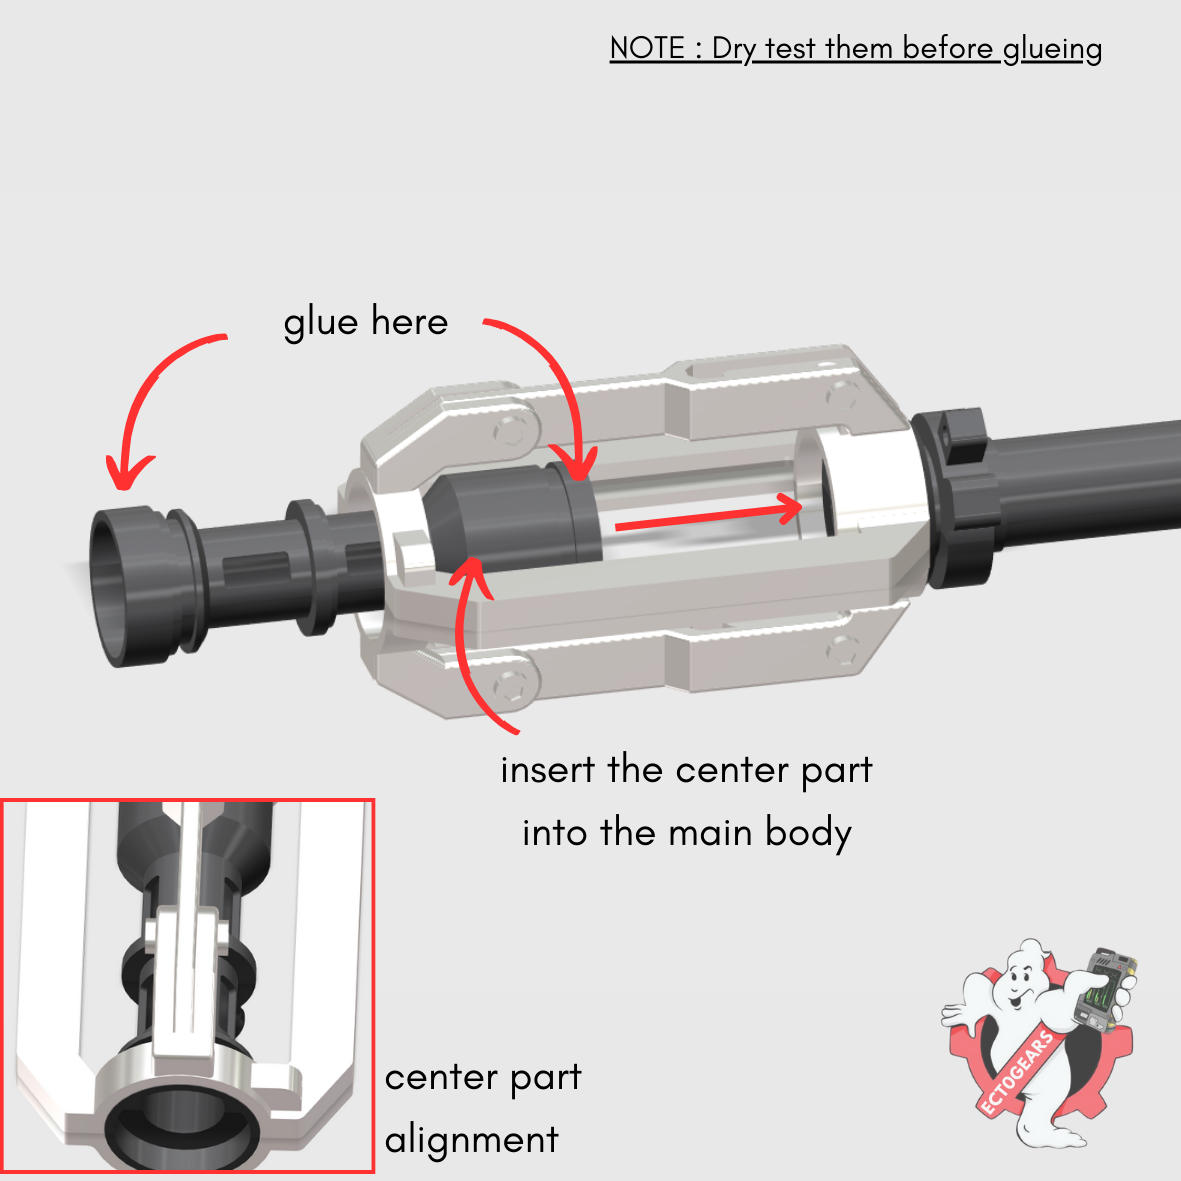 NOTE : Dry test them before glueing
glue here
insert the center part
into the main body
center part
alignment
ECTOGEARS